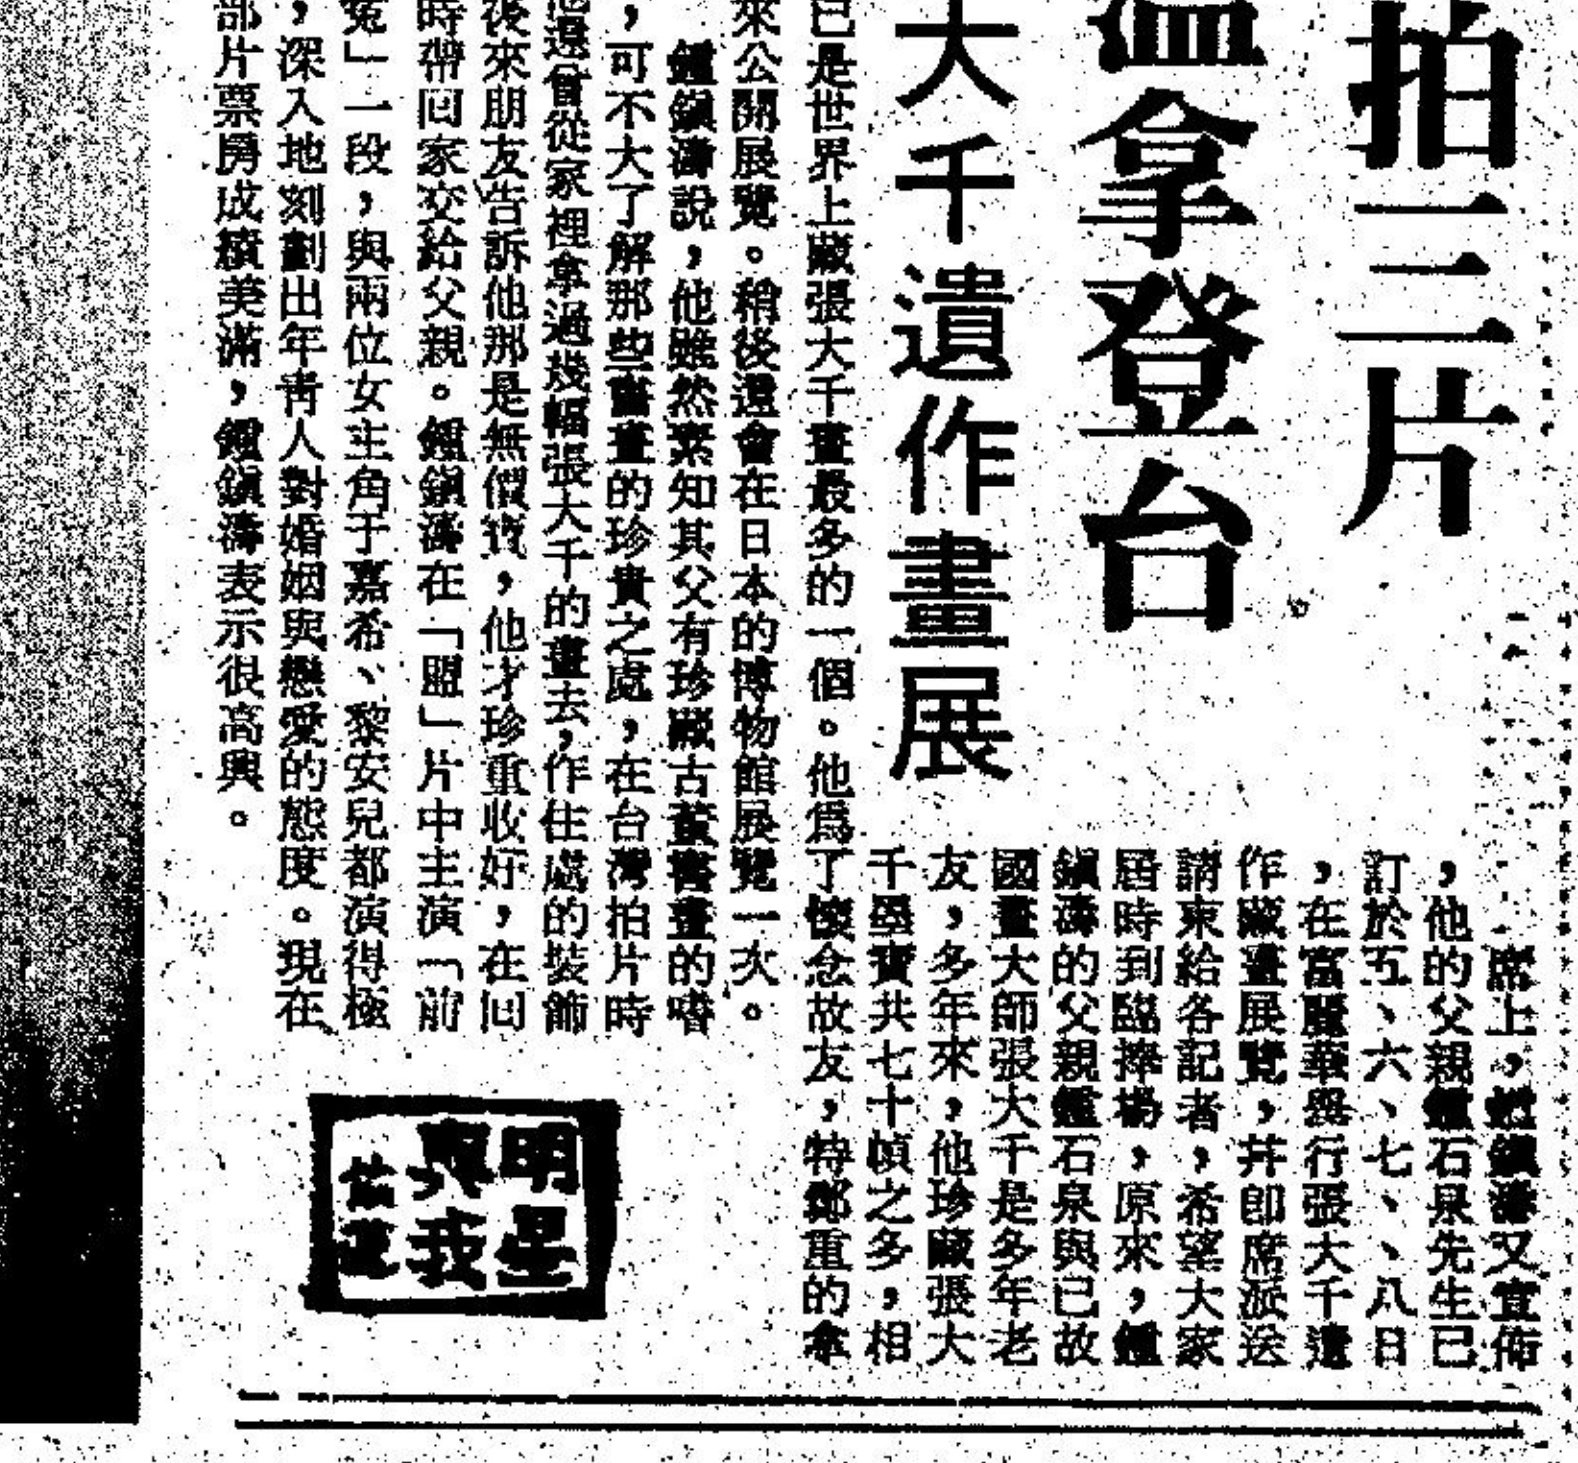 拍三片
溫拿登台
大千遺作畫展
席上，鍾鎮濤又宣佈
，他的父親鍾石泉先生已
訂於五、六、七、八日
，在富麗華舉行張大千遺
作藏畫展覽，并即席派送
請柬給各記者，希望大家
屆時到臨捧場，原來，鍾
鎮濤的父親鍾石泉與已故
國畫大師張大千是多年老
友，多年來，他珍藏張大
千墨寶共七十幀之多，相
已是世界上藏張大千畫最多的一個。他爲了懷念故友，特鄭重的拿
來公開展覽。稍後還會在日本的博物館展覽一次。
鍾鎮濤說，他雖然素知其父有珍藏古董書畫的嗜
，可不大了解那些書畫的珍貴之處，在台灣拍片時
他還曾從家裡拿過幾幅張大千的畫去，作住處的裝飾
後來朋友告訴他那是無價寶，他才珍重收好，在回
時帶回家交給父親。鍾鎮濤在「盟」片中主演「前
冤」一段，與兩位女主角于嘉希、黎安兒都演得極
，深入地刻劃出年青人對婚姻與戀愛的態度。現在
部片票房成績美滿，鍾鎮濤表示很高興。
明星
與我